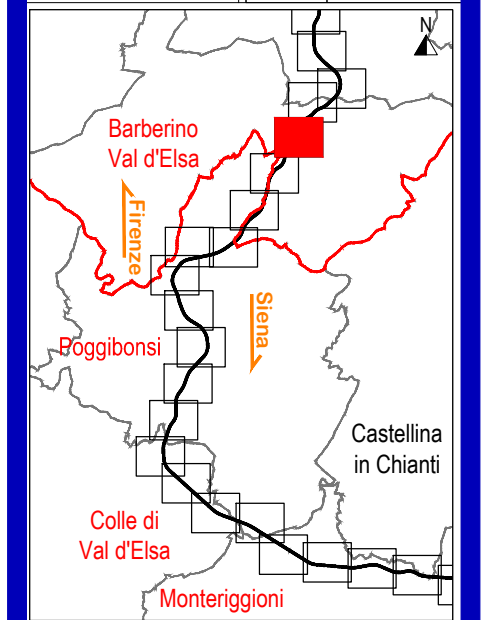 N
Barberino
Val d'Elsa
Firenze
Siena
Poggibonsi
Castellina
in Chianti
Colle di
Val d'Elsa
Monteriggioni